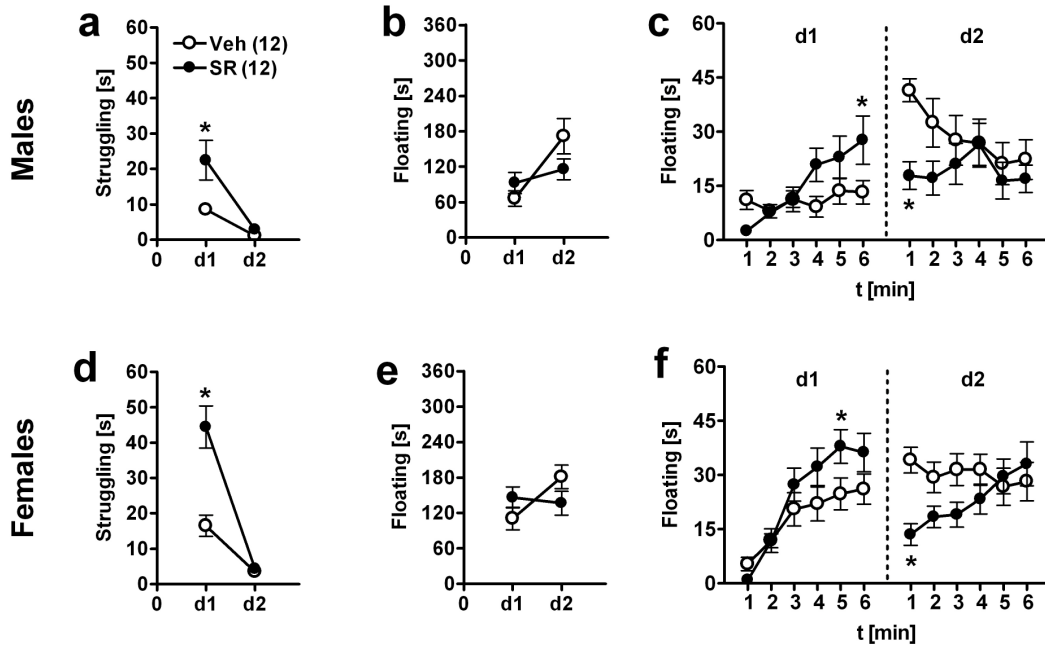 Males
a
Struggling [s]
60
50
40
30
20
10
0
Veh (12)
SR (12)
*
0 d1 d2
b
Floating [s]
360
300
240
180
120
60
0
0 d1 d2
c
Floating [s]
60
45
30
15
0
d1 d2
*
*
1 2 3 4 5 6 1 2 3 4 5 6
t [min]
Females
d
Struggling [s]
60
50
40
30
20
10
0
*
0 d1 d2
e
Floating [s]
360
300
240
180
120
60
0
0 d1 d2
f
Floating [s]
60
45
30
15
0
d1 d2
*
*
1 2 3 4 5 6 1 2 3 4 5 6
t [min]